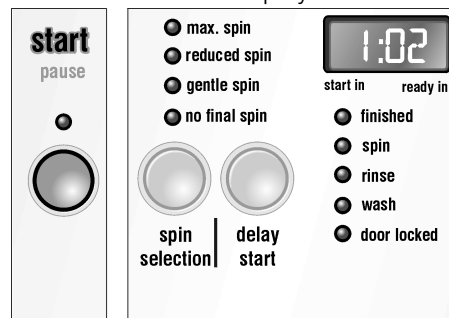 start
pause
max. spin
reduced spin
gentle spin
no final spin
spin
selection
delay
start
1:02
start in
ready in
finished
spin
rinse
wash
door locked